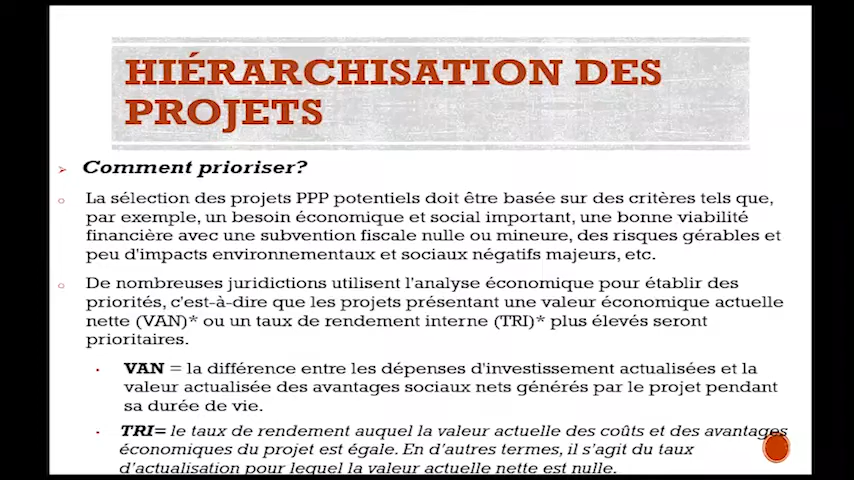 HIÉRARCHISATION DES
PROJETS
Comment prioriser?
La sélection des projets PPP potentiels doit être basée sur des critères tels que,
par exemple, un besoin économique et social important, une bonne viabilité
financière avec une subvention fiscale nulle ou mineure, des risques gérables et
peu d'impacts environnementaux et sociaux négatifs majeurs, etc.
De nombreuses juridictions utilisent l'analyse économique pour établir des
priorités, c'est-à-dire que les projets présentant une valeur économique actuelle
nette (VAN)* ou un taux de rendement interne (TRI)* plus élevés seront
prioritaires.
VAN = la différence entre les dépenses d'investissement actualisées et la
valeur actualisée des avantages sociaux nets générés par le projet pendant
sa durée de vie.
TRI= le taux de rendement auquel la valeur actuelle des coûts et des avantages
économiques du projet est égale. En d'autres termes, il s'agit du taux
d'actualisation pour lequel la valeur actuelle nette est nulle.